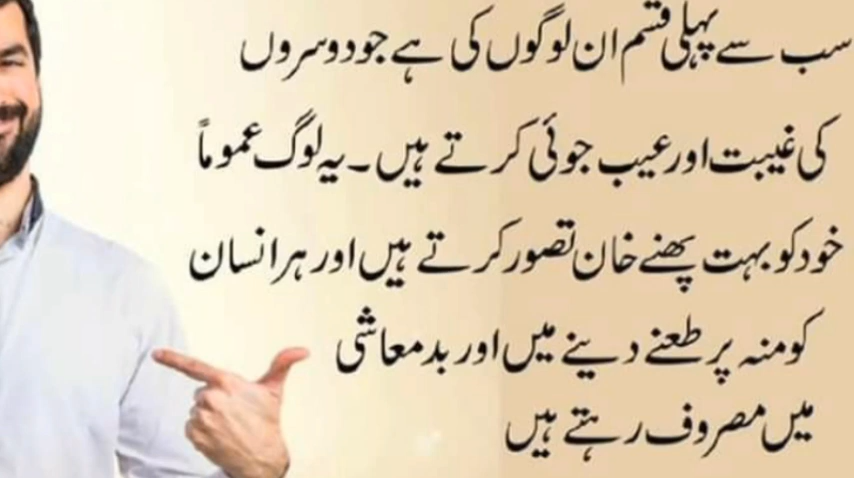 سب سے پہلی قسم ان لوگوں کی ہے جو دوسروں
کی غیبت اور عیب جوئی کرتے ہیں۔ یہ لوگ عموماً
خود کو بہت پھنے خان تصور کرتے ہیں اور ہر انسان
کو منہ پر طعنے دینے میں اور بدمعاشی
میں مصروف رہتے ہیں